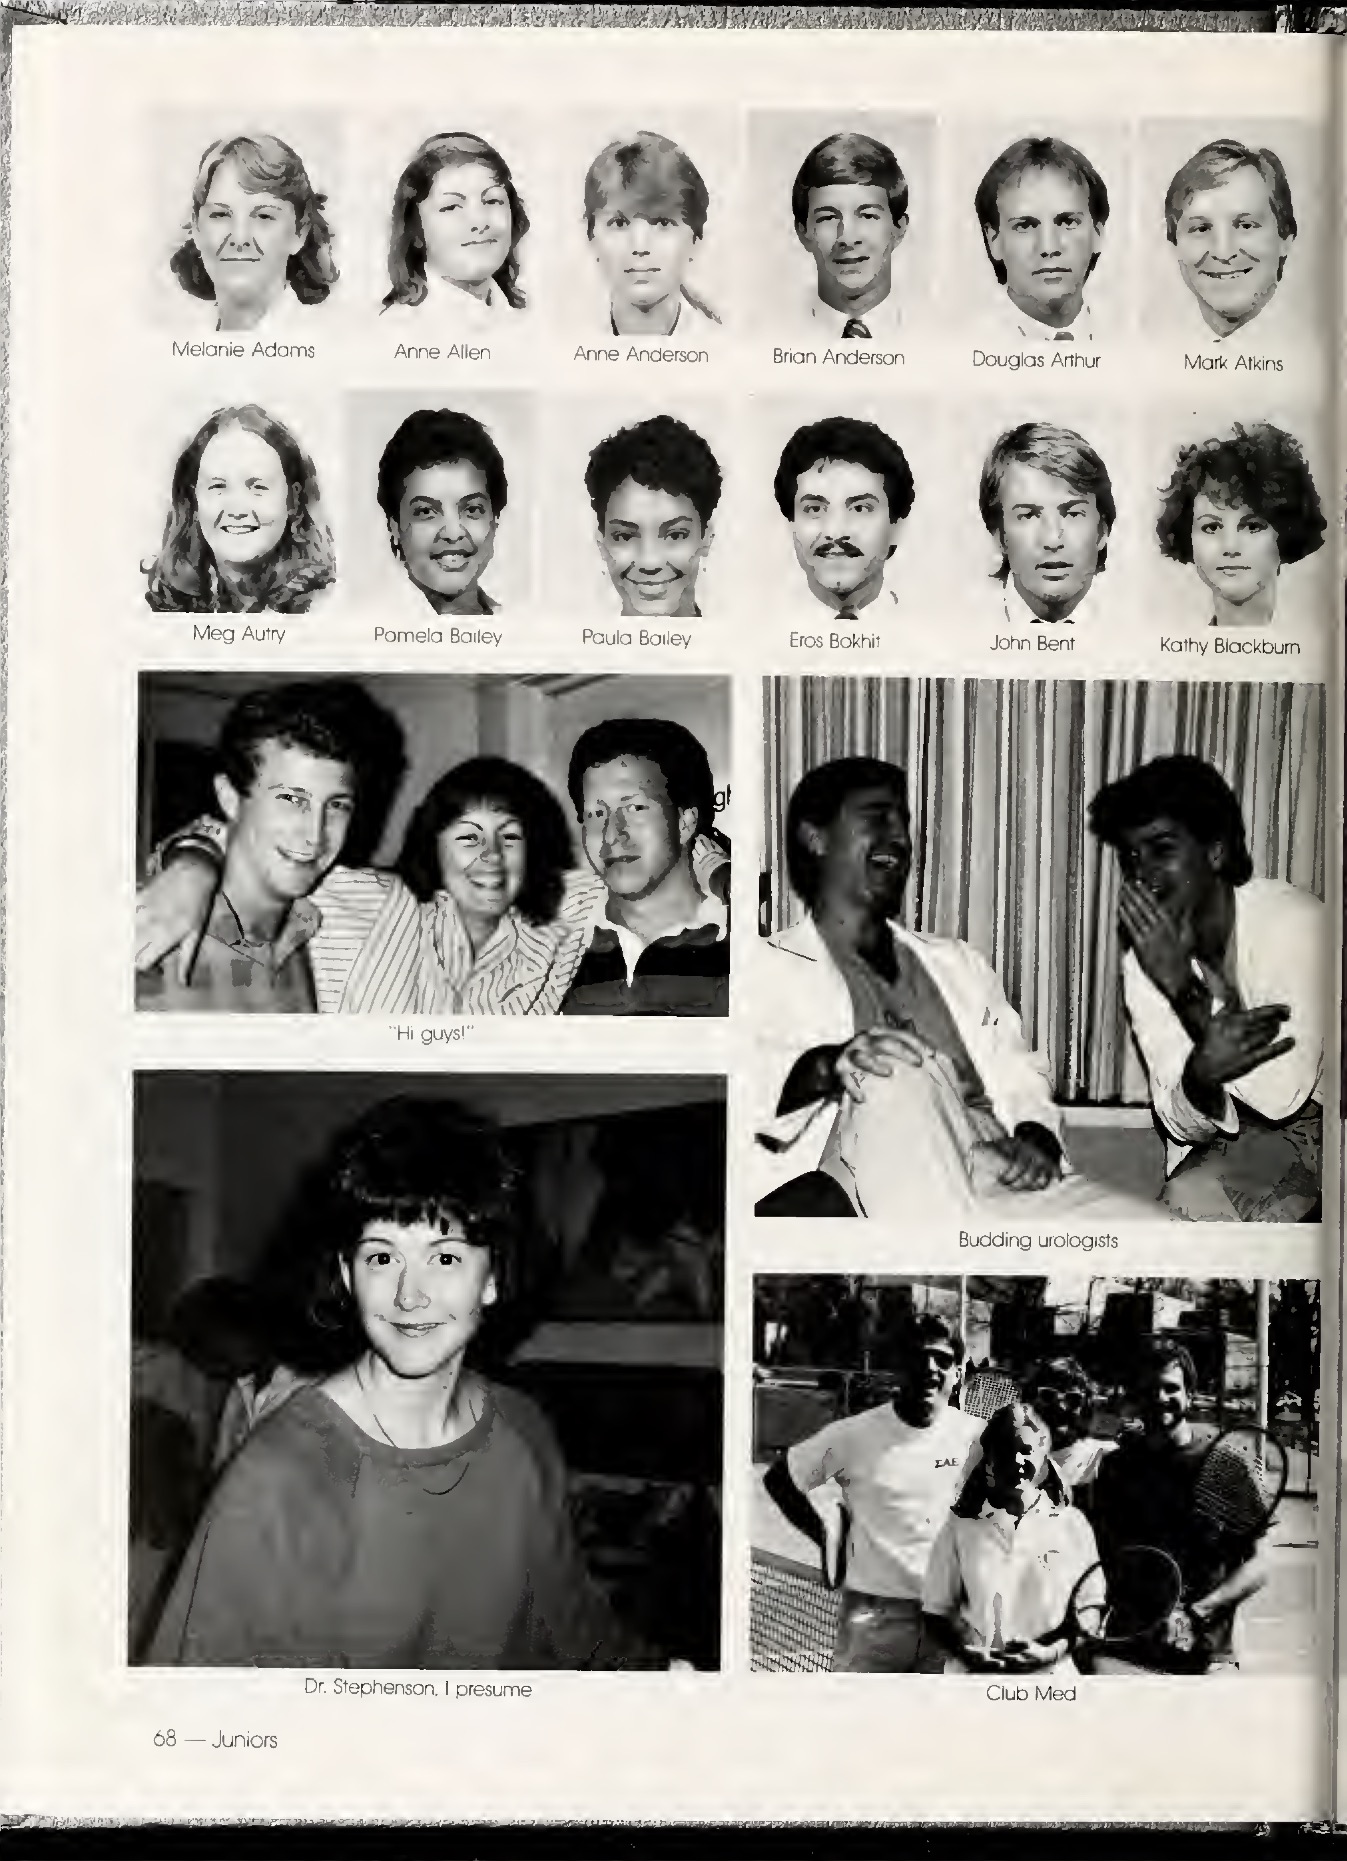 Melanie Adams
Anne Allen
Anne Anderson
Brian Anderson
Douglas Arthur
Mark Atkins
Meg Autry
Pamela Bailey
Paula Bailey
Eros Bokhit
John Bent
Kathy Blackburn
"Hi guys!"
Budding urologists
ΣAE
Dr. Stephenson, I presume
Club Med
68 — Juniors